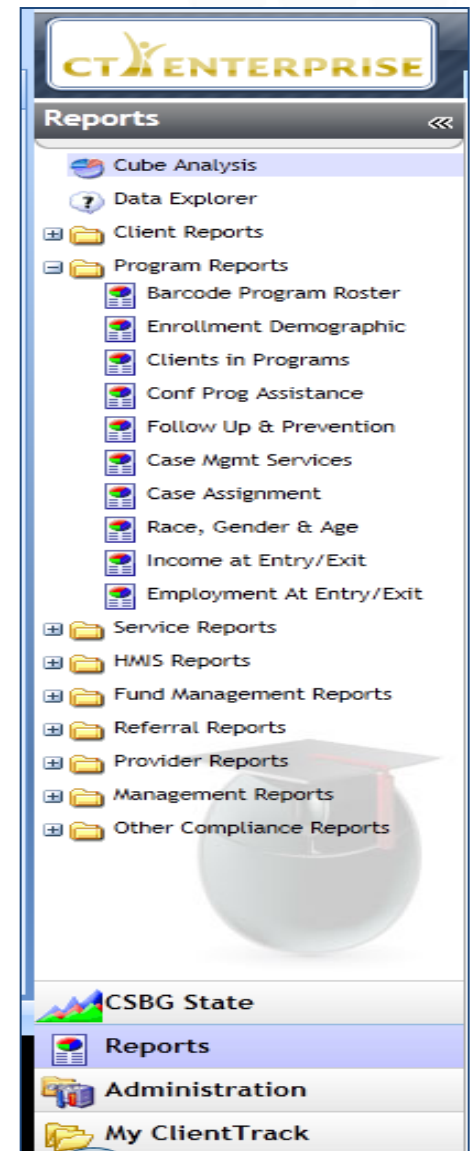 CT ENTERPRISE
Reports
Cube Analysis
Data Explorer
Client Reports
Program Reports
Barcode Program Roster
Enrollment Demographic
Clients in Programs
Conf Prog Assistance
Follow Up & Prevention
Case Mgmt Services
Case Assignment
Race, Gender & Age
Income at Entry/Exit
Employment At Entry/Exit
Service Reports
HMIS Reports
Fund Management Reports
Referral Reports
Provider Reports
Management Reports
Other Compliance Reports
CSBG State
Reports
Administration
My ClientTrack